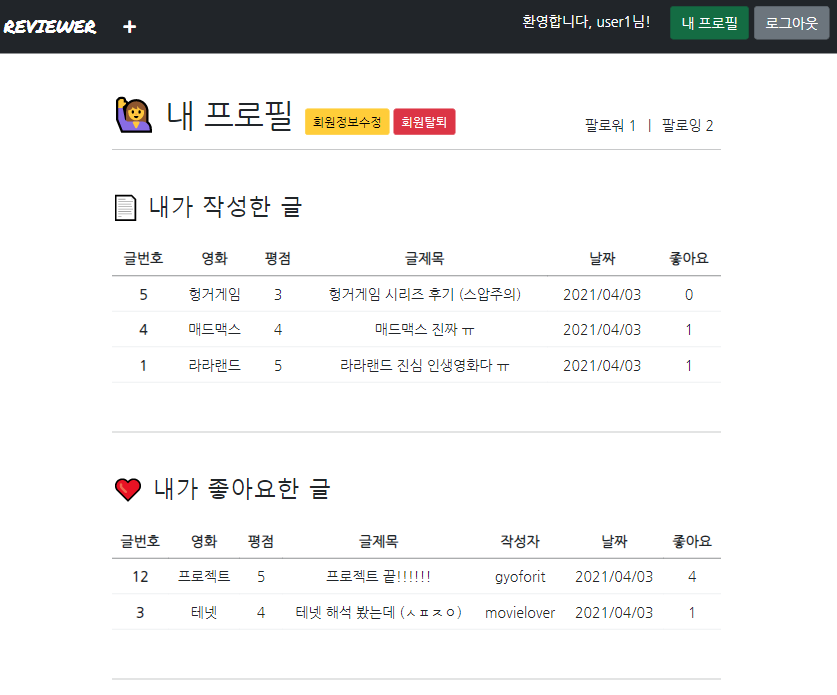 REVIEWER + 환영합니다, user1님! 내 프로필 로그아웃
내 프로필 회원정보수정 회원탈퇴 팔로워 1 | 팔로잉 2
내가 작성한 글
글번호 영화 평점 글제목 날짜 좋아요
5 헝거게임 3 헝거게임 시리즈 후기 (스압주의) 2021/04/03 0
4 매드맥스 4 매드맥스 진짜 ㅠ 2021/04/03 1
1 라라랜드 5 라라랜드 진심 인생영화다 ㅠ 2021/04/03 1
내가 좋아요한 글
글번호 영화 평점 글제목 작성자 날짜 좋아요
12 프로젝트 5 프로젝트 끝!!!!!! gyoforit 2021/04/03 4
3 테넷 4 테넷 해석 봤는데 (ㅅㅍㅈㅇ) movielover 2021/04/03 1